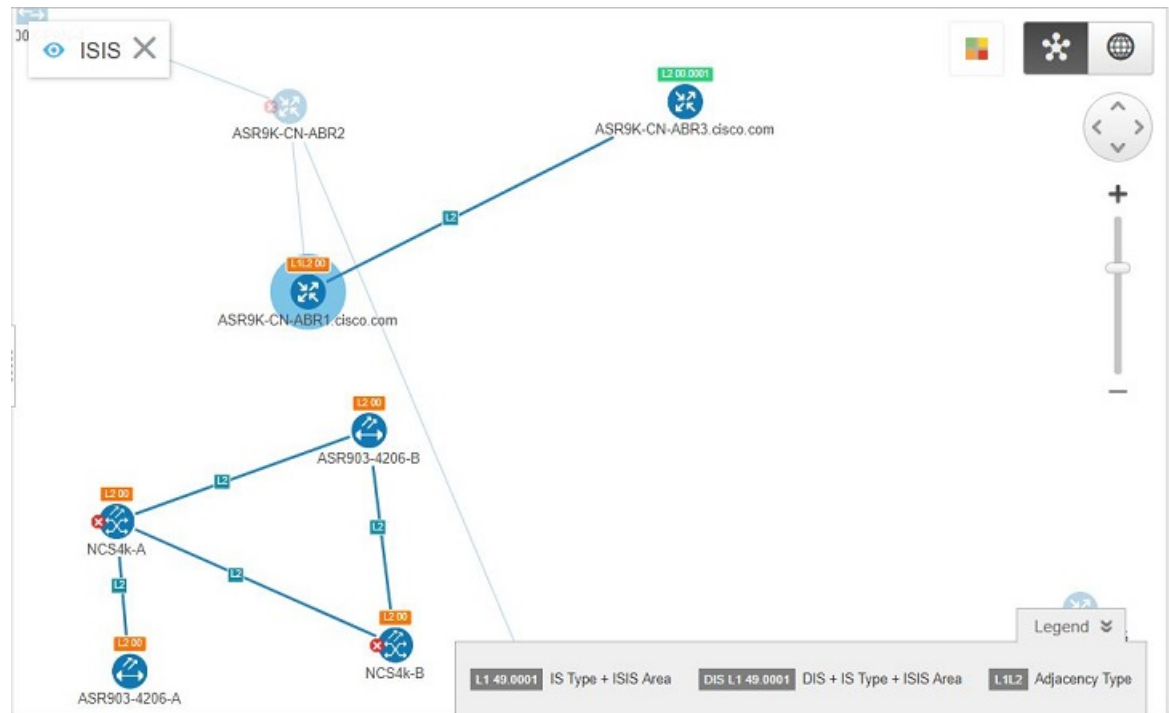 ISIS
L2 00.0001
ASR9K-CN-ABR2
ASR9K-CN-ABR3.cisco.com
L2
L1L2 00
ASR9K-CN-ABR1.cisco.com
L2 00
ASR903-4206-B
L2
L2 00
L2
NCS4k-A
L2
L2
L2 00
L2 00
NCS4k-B
ASR903-4206-A
Legend
L1 49.0001 IS Type + ISIS Area DIS L1 49.0001 DIS + IS Type + ISIS Area L1L2 Adjacency Type